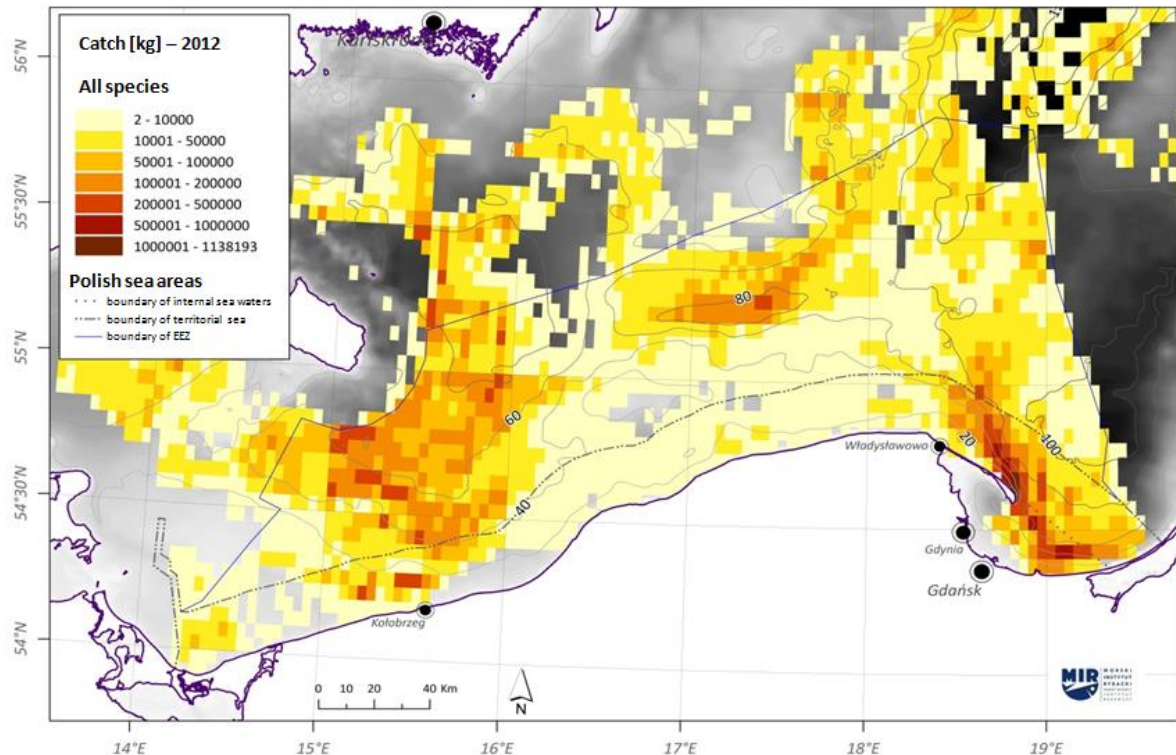 Catch [kg] – 2012
All species
2 - 10000
10001 - 50000
50001 - 100000
100001 - 200000
200001 - 500000
500001 - 1000000
1000001 - 1138193
Polish sea areas
boundary of internal sea waters
boundary of territorial sea
boundary of EEZ
56°N
55°30'N
55°N
54°30'N
54°N
80
60
40
20
100
Władysławowo
Gdynia
Gdańsk
Kołobrzeg
0 10 20 40 Km
N
MIR
MORSKI
INSTYTUT
RYBACKI
14°E 15°E 16°E 17°E 18°E 19°E